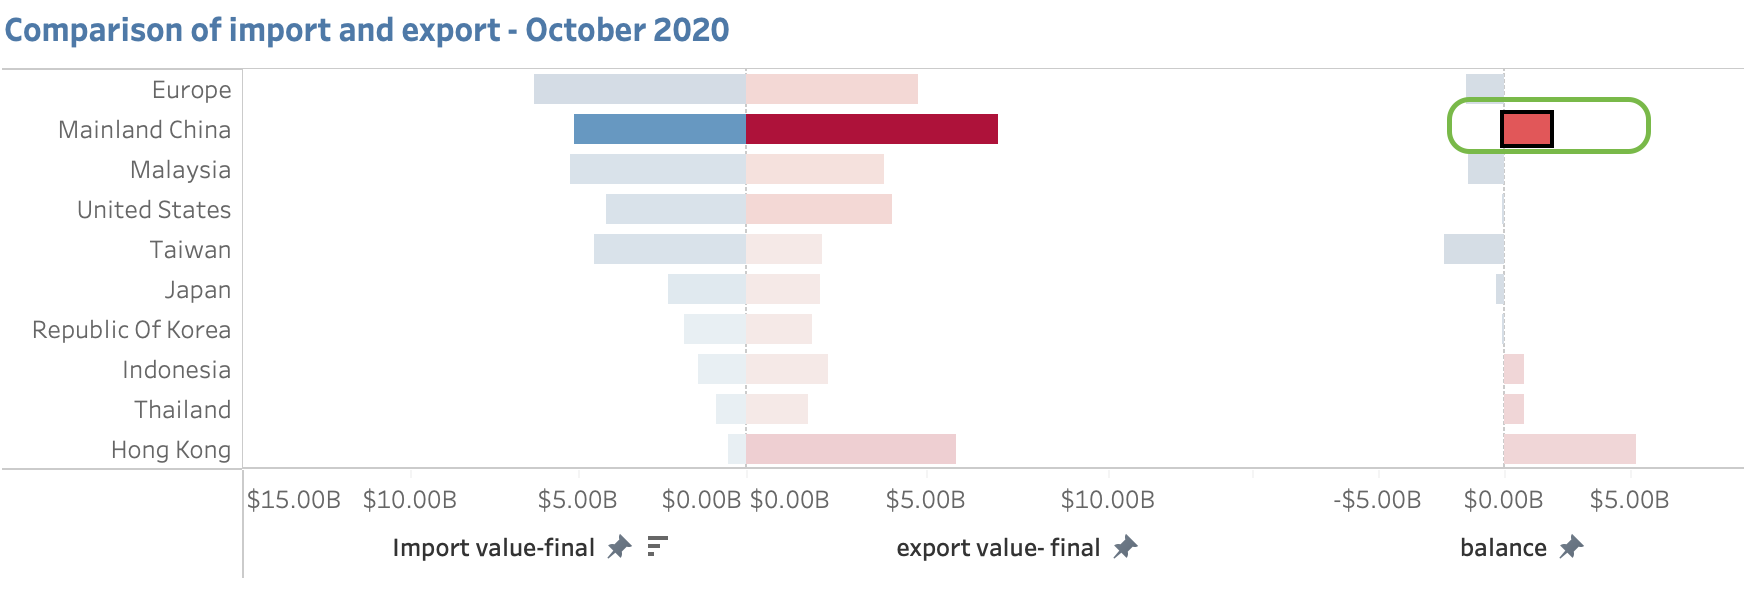 Comparison of import and export - October 2020
Europe
Mainland China
Malaysia
United States
Taiwan
Japan
Republic Of Korea
Indonesia
Thailand
Hong Kong
$15.00B $10.00B $5.00B $0.00B $0.00B $5.00B $10.00B -$5.00B $0.00B $5.00B
Import value-final export value- final balance